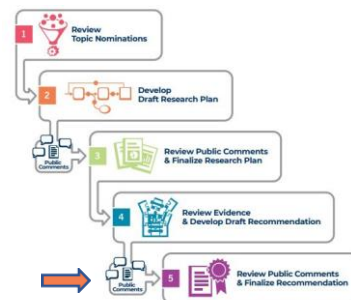 1
Review
Topic Nominations
2
Develop
Draft Research Plan
Public
Comments
3
Review Public Comments
& Finalize Research Plan
4
Review Evidence
& Develop Draft Recommendation
Public
Comments
5
Review Public Comments
& Finalize Recommendation